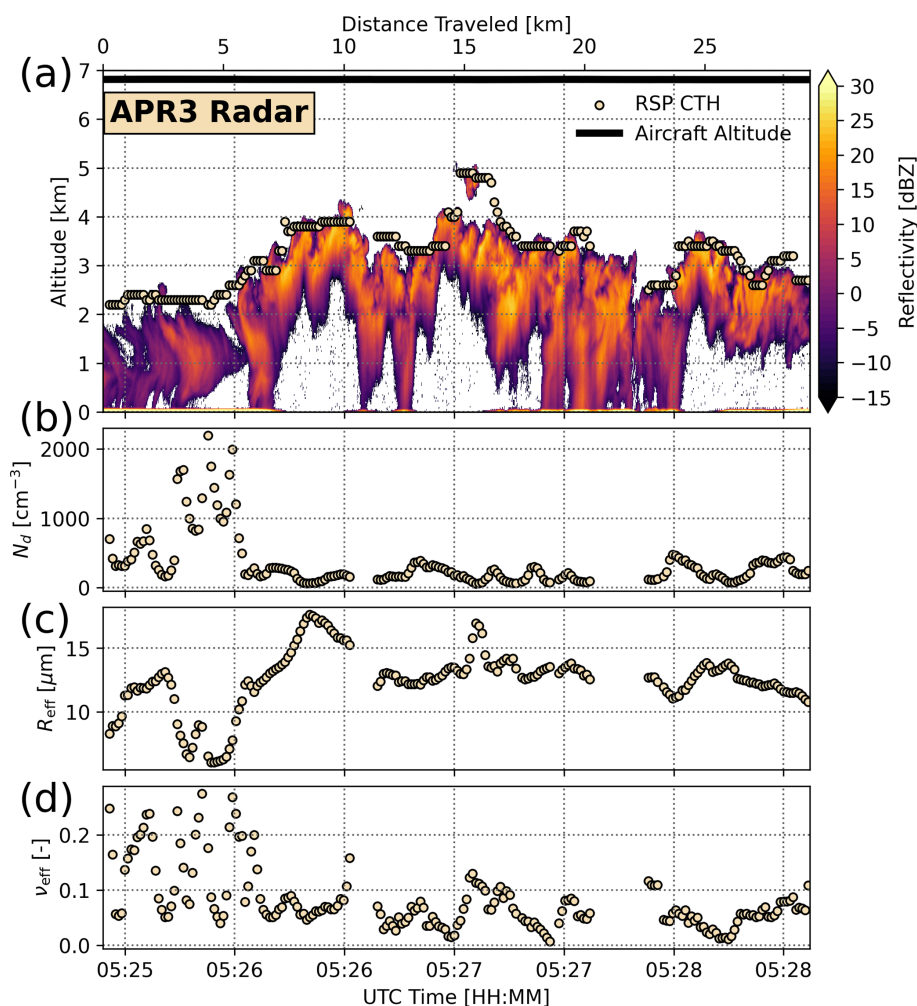 Distance Traveled [km]
0 5 10 15 20 25
(a)
7
6
5
4
3
2
1
0
Altitude [km]
APR3 Radar
RSP CTH
Aircraft Altitude
30
25
20
15
10
5
0
−5
−10
−15
Reflectivity [dBZ]
(b)
2000
1000
0
N_d [cm⁻³]
(c)
15
10
R_eff [μm]
(d)
0.2
0.1
0.0
ν_eff [-]
05:25 05:26 05:26 05:27 05:27 05:28 05:28
UTC Time [HH:MM]